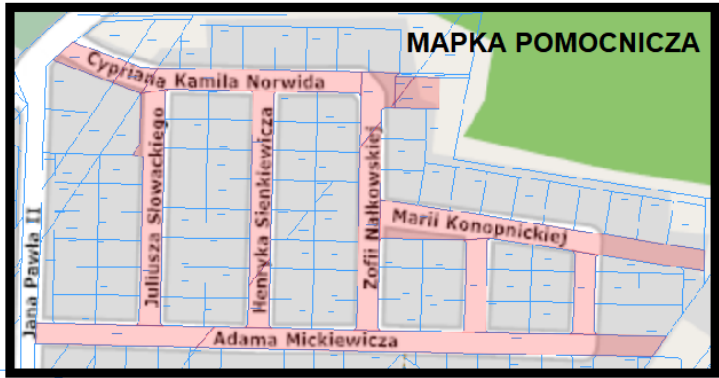 MAPKA POMOCNICZA
Cypriana Kamila Norwida
Juliusza Słowackiego
Henryka Sienkiewicza
Zofii Nałkowskiej
Marii Konopnickiej
Jana Pawła II
Adama Mickiewicza